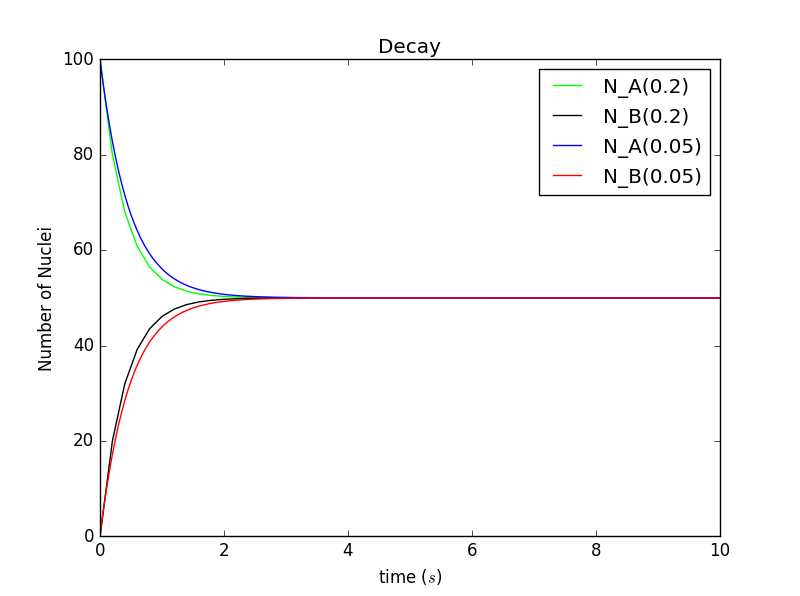 Decay
100
80
60
40
20
0
Number of Nuclei
N_A(0.2)
N_B(0.2)
N_A(0.05)
N_B(0.05)
0 2 4 6 8 10
time (s)